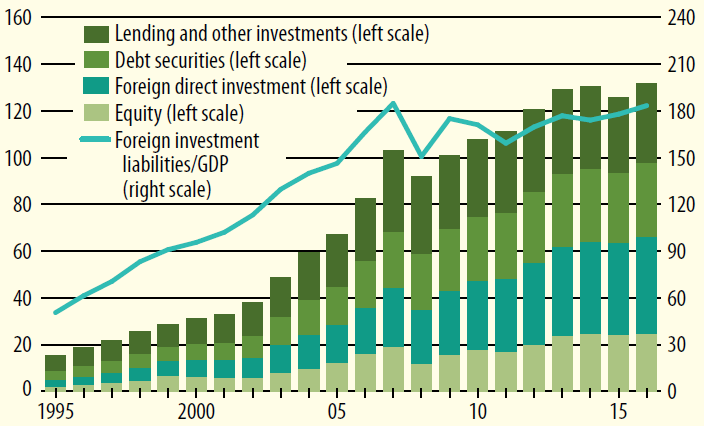 160
140
120
100
80
60
40
20
0
Lending and other investments (left scale)
Debt securities (left scale)
Foreign direct investment (left scale)
Equity (left scale)
Foreign investment
liabilities/GDP
(right scale)
240
210
180
150
120
90
60
30
0
1995 2000 05 10 15